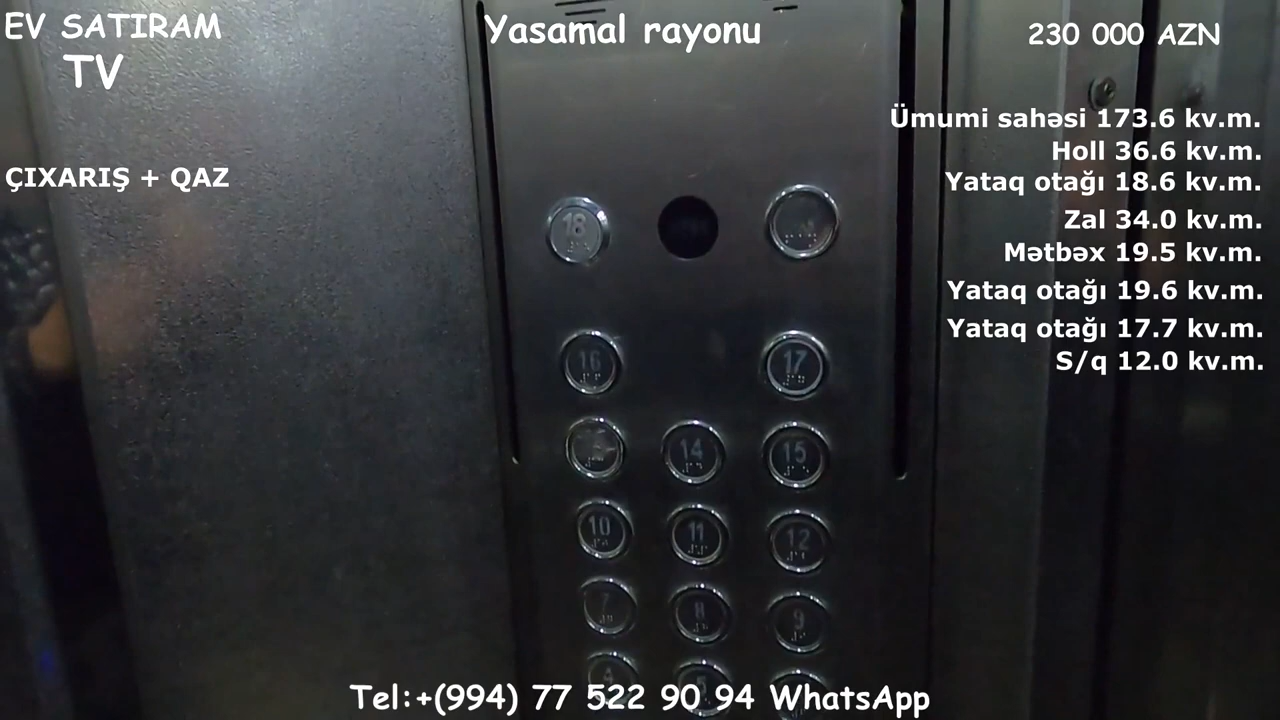 EV SATIRAM
TV
Yasamal rayonu
230 000 AZN
ÇIXARIŞ + QAZ
Ümumi sahəsi 173.6 kv.m.
Holl 36.6 kv.m.
Yataq otağı 18.6 kv.m.
Zal 34.0 kv.m.
Mətbəx 19.5 kv.m.
Yataq otağı 19.6 kv.m.
Yataq otağı 17.7 kv.m.
S/q 12.0 kv.m.
18
16 17
14 15
10 11 12
7 8 9
4 5
Tel:+(994) 77 522 90 94 WhatsApp